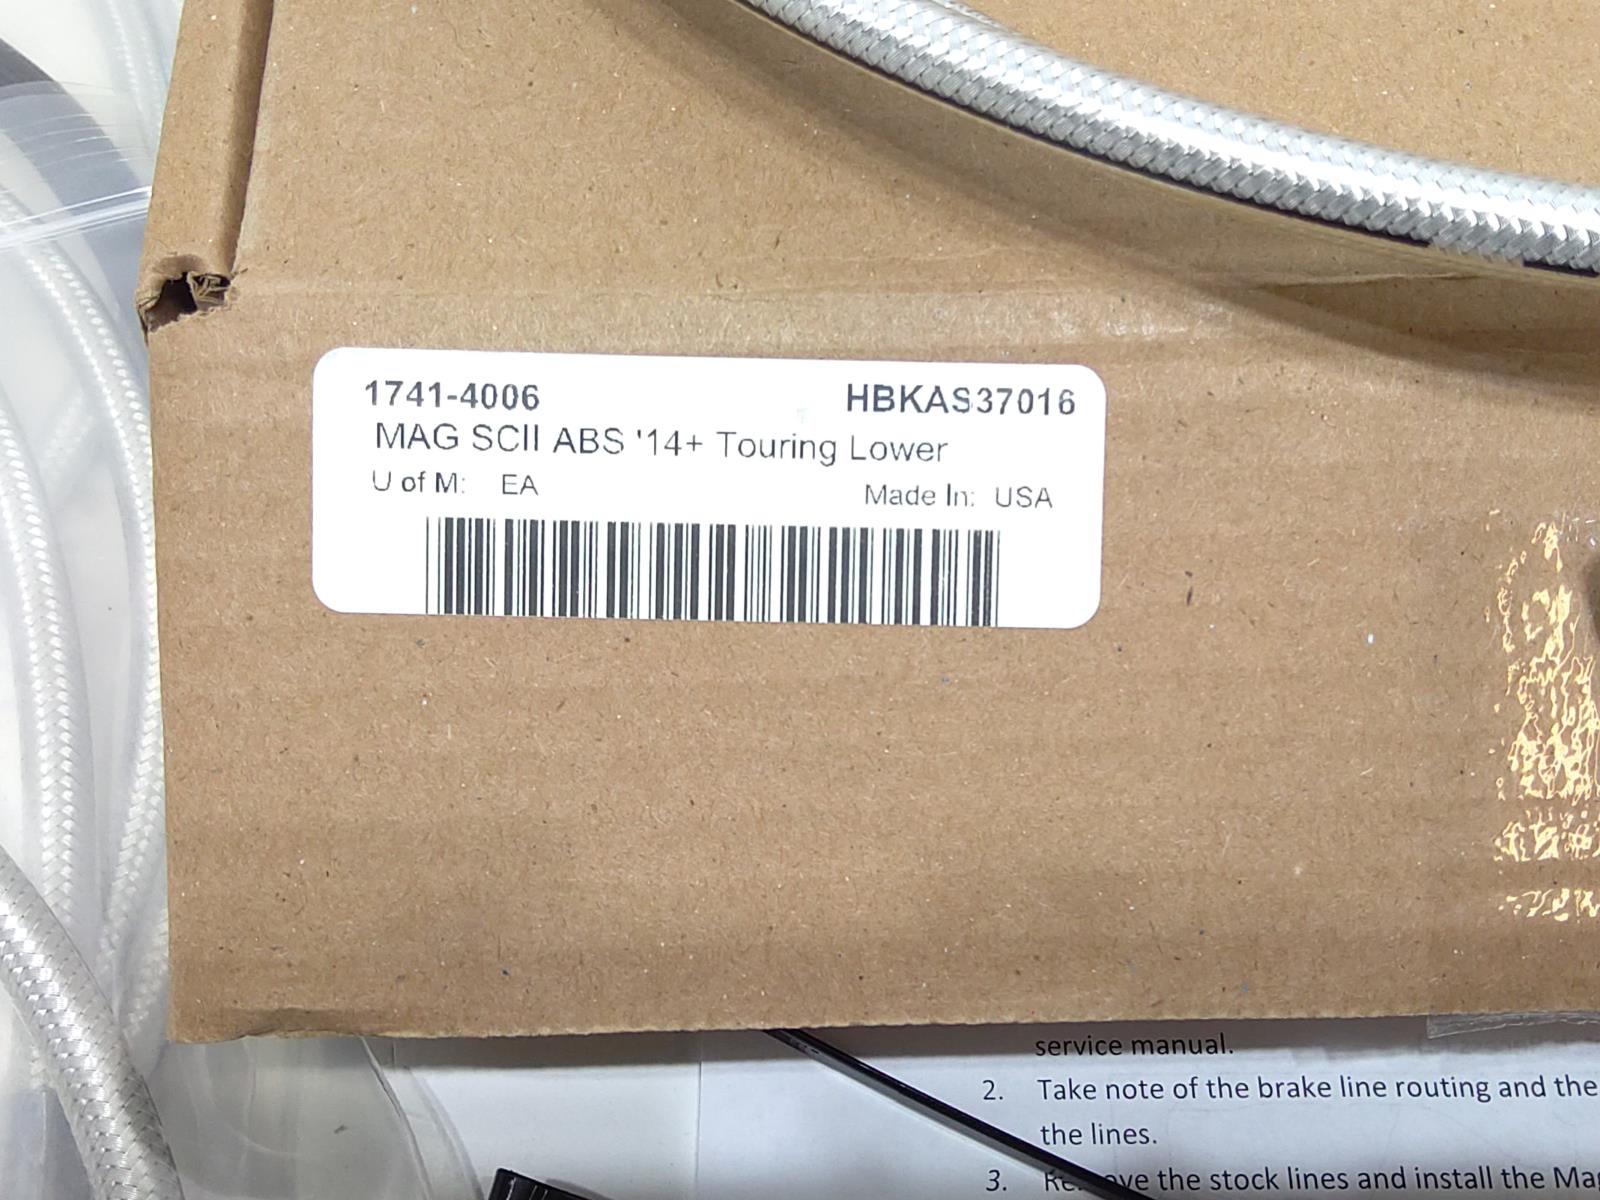 1741-4006 HBKAS37016
MAG SCII ABS '14+ Touring Lower
U of M: EA Made In: USA
service manual.
2. Take note of the brake line routing and the
the lines.
3. the stock lines and install the